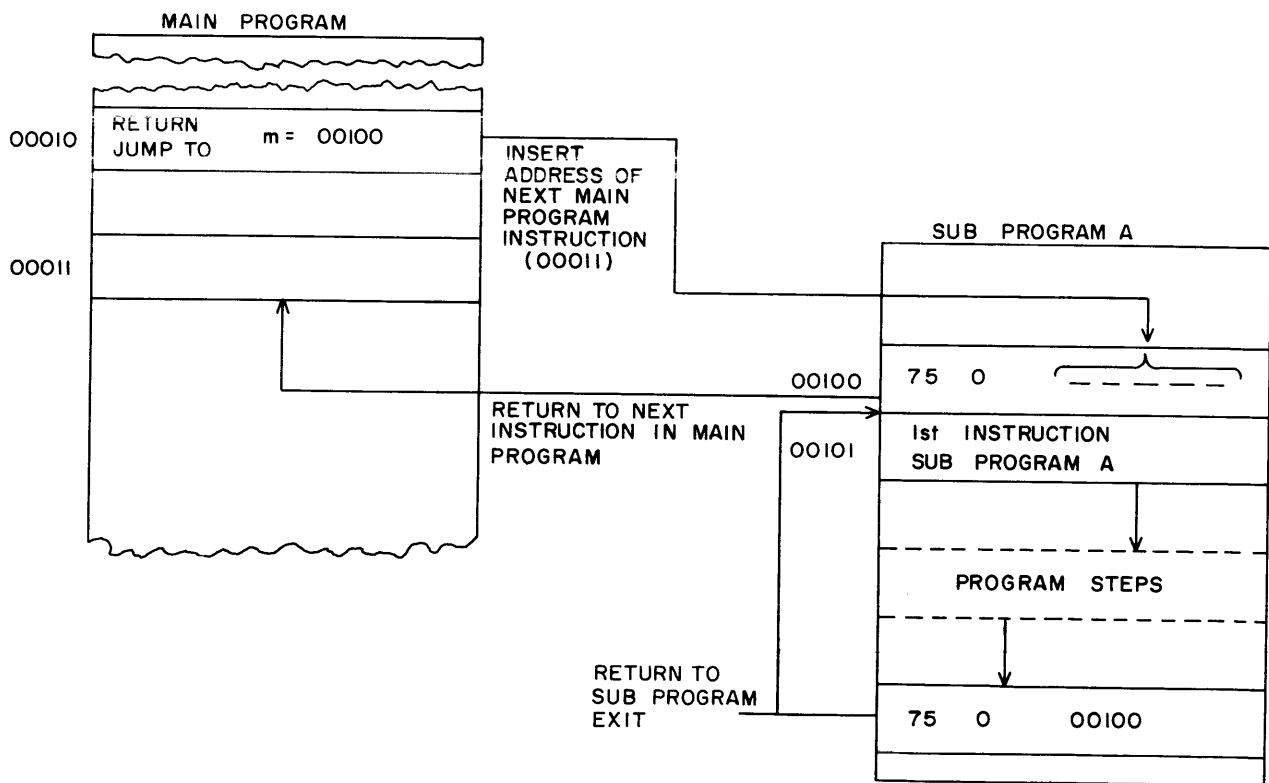 MAIN PROGRAM
00010
RETURN
JUMP TO
m = 00100
00011
INSERT
ADDRESS OF
NEXT MAIN
PROGRAM
INSTRUCTION
(00011)
RETURN TO NEXT
INSTRUCTION IN MAIN
PROGRAM
SUB PROGRAM A
00100
75 0 _ _ _ _ _
00101
1st INSTRUCTION
SUB PROGRAM A
PROGRAM STEPS
RETURN TO
SUB PROGRAM
EXIT
75 0 00100